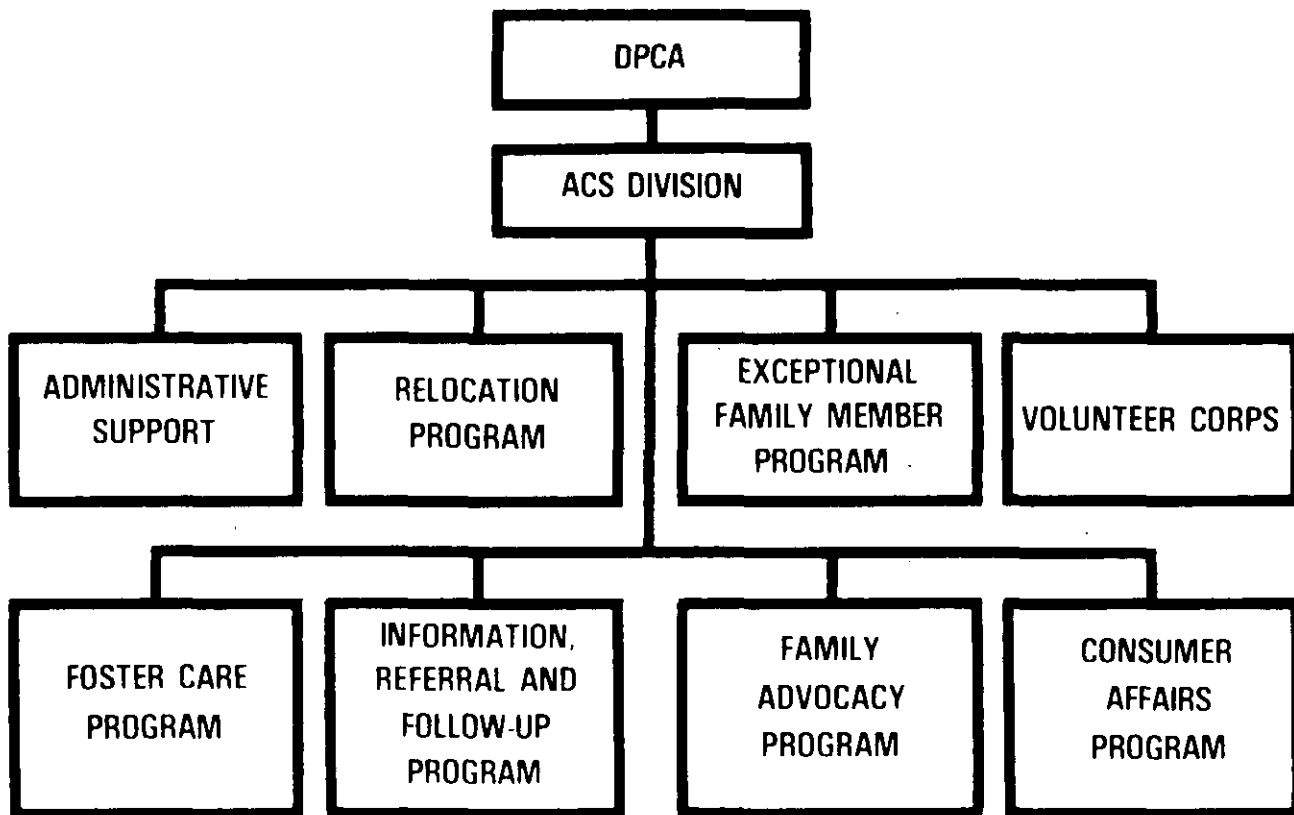 DPCA
ACS DIVISION
ADMINISTRATIVE
SUPPORT
RELOCATION
PROGRAM
EXCEPTIONAL
FAMILY MEMBER
PROGRAM
VOLUNTEER CORPS
FOSTER CARE
PROGRAM
INFORMATION,
REFERRAL AND
FOLLOW-UP
PROGRAM
FAMILY
ADVOCACY
PROGRAM
CONSUMER
AFFAIRS
PROGRAM